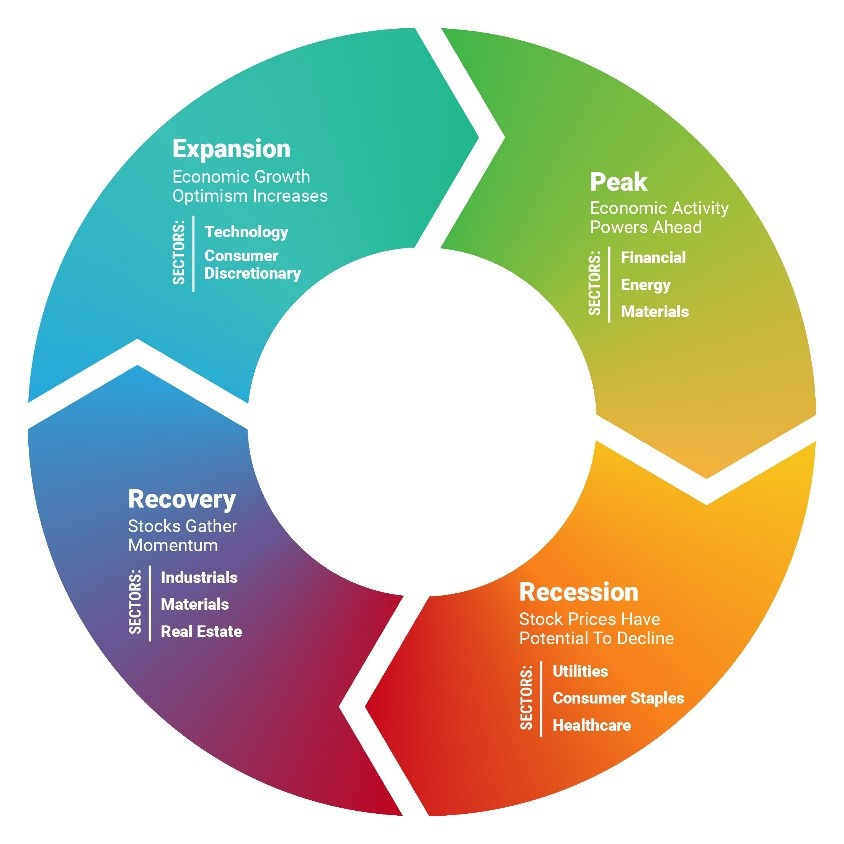 Expansion
Economic Growth
Optimism Increases
SECTORS:
Technology
Consumer
Discretionary
Peak
Economic Activity
Powers Ahead
SECTORS:
Financial
Energy
Materials
Recession
Stock Prices Have
Potential To Decline
SECTORS:
Utilities
Consumer Staples
Healthcare
Recovery
Stocks Gather
Momentum
SECTORS:
Industrials
Materials
Real Estate